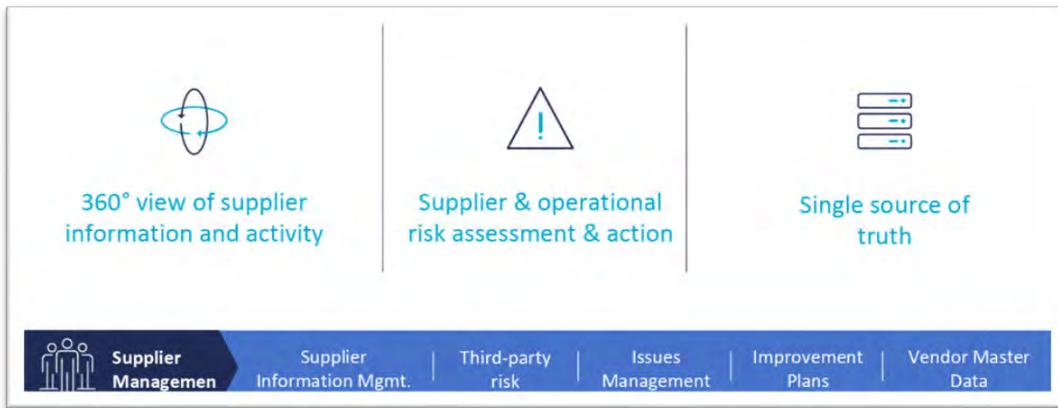 360° view of supplier
information and activity
Supplier & operational
risk assessment & action
Single source of
truth
Supplier
Managemen
Supplier
Information Mgmt.
Third-party
risk
Issues
Management
Improvement
Plans
Vendor Master
Data